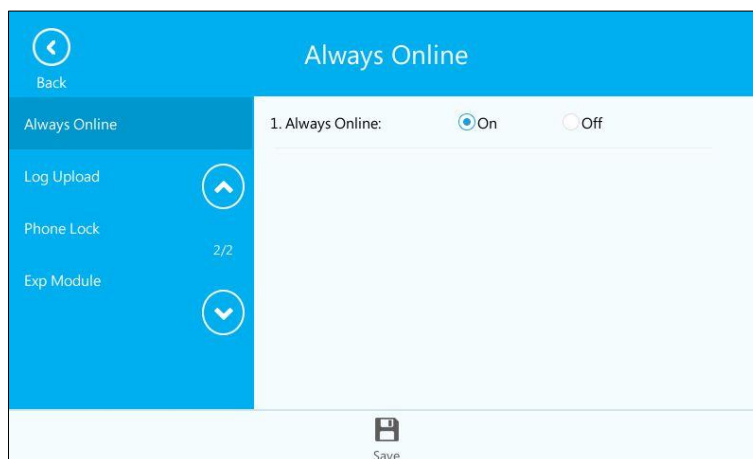 Always Online
Back
Always Online
1. Always Online: On Off
Log Upload
Phone Lock
2/2
Exp Module
Save